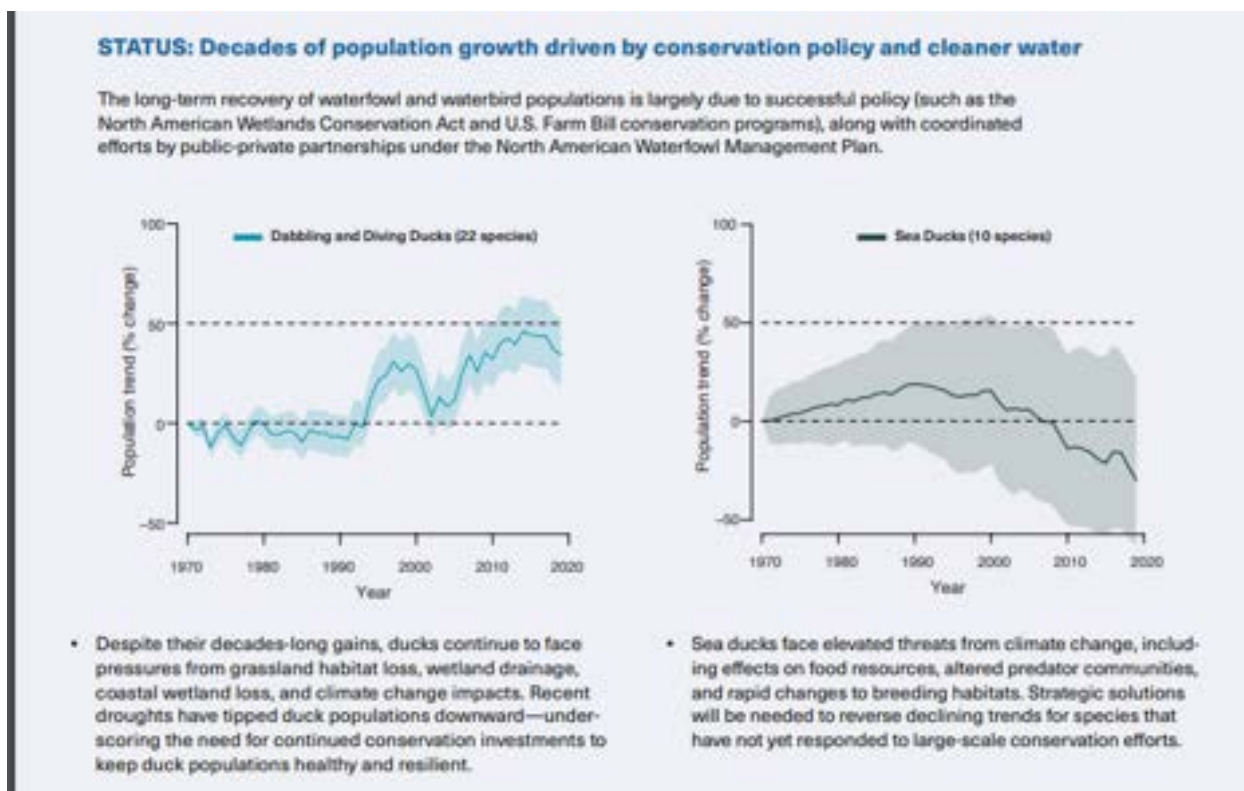 STATUS: Decades of population growth driven by conservation policy and cleaner water
The long-term recovery of waterfowl and waterbird populations is largely due to successful policy (such as the
North American Wetlands Conservation Act and U.S. Farm Bill conservation programs), along with coordinated
efforts by public-private partnerships under the North American Waterfowl Management Plan.
100
50
0
-50
Population trend (% change)
Dabbling and Diving Ducks (22 species)
1970 1980 1990 2000 2010 2020
Year
100
50
0
-50
Population trend (% change)
Sea Ducks (10 species)
1970 1980 1990 2000 2010 2020
Year
• Despite their decades-long gains, ducks continue to face
pressures from grassland habitat loss, wetland drainage,
coastal wetland loss, and climate change impacts. Recent
droughts have tipped duck populations downward—under-
scoring the need for continued conservation investments to
keep duck populations healthy and resilient.
• Sea ducks face elevated threats from climate change, includ-
ing effects on food resources, altered predator communities,
and rapid changes to breeding habitats. Strategic solutions
will be needed to reverse declining trends for species that
have not yet responded to large-scale conservation efforts.